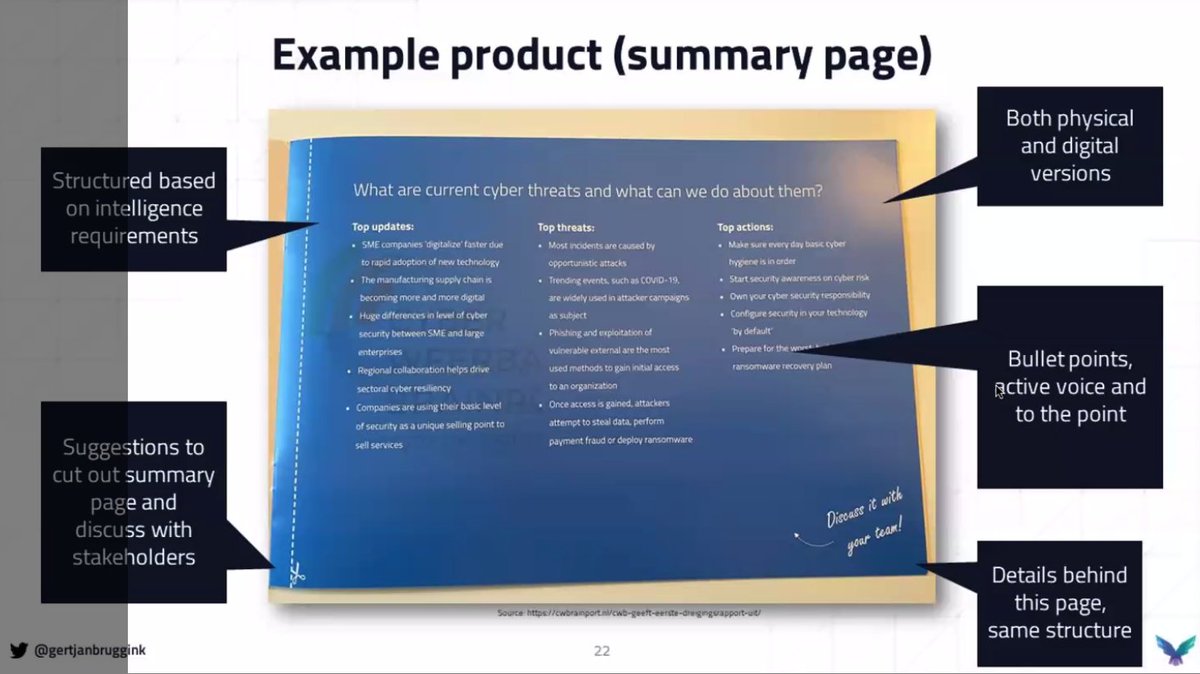 Example product (summary page)
Structured based
on intelligence
requirements
Suggestions to
cut out summary
page and
discuss with
stakeholders
What are current cyber threats and what can we do about them?
Top updates:
• SME companies 'digitalize' faster due
to rapid adoption of new technology
• The manufacturing supply chain is
becoming more and more digital
• Huge differences in level of cyber
security between SME and large
enterprises
• Regional collaboration helps drive
sectoral cyber resiliency
• Companies are using their basic level
of security as a unique selling point to
sell services
Top threats:
• Most incidents are caused by
opportunistic attacks
• Trending events, such as COVID-19,
are widely used in attacker campaigns
as subject
• Phishing and exploitation of
vulnerable external are the most
used methods to gain initial access
to an organization
• Once access is gained, attackers
attempt to steal data, perform
payment fraud or deploy ransomware
Top actions:
• Make sure every day basic cyber
hygiene is in order
• Start security awareness on cyber risk
• Own your cyber security responsibility
• Configure security in your technology
'by default'
• Prepare for the worst,
ransomware recovery plan
Discuss it with
your team!
Both physical
and digital
versions
Bullet points,
active voice and
to the point
Details behind
this page,
same structure
Source: https://cwbrainport.nl/cwb-geeft-eerste-dreigingsrapport-uit/
@gertjanbruggink
22